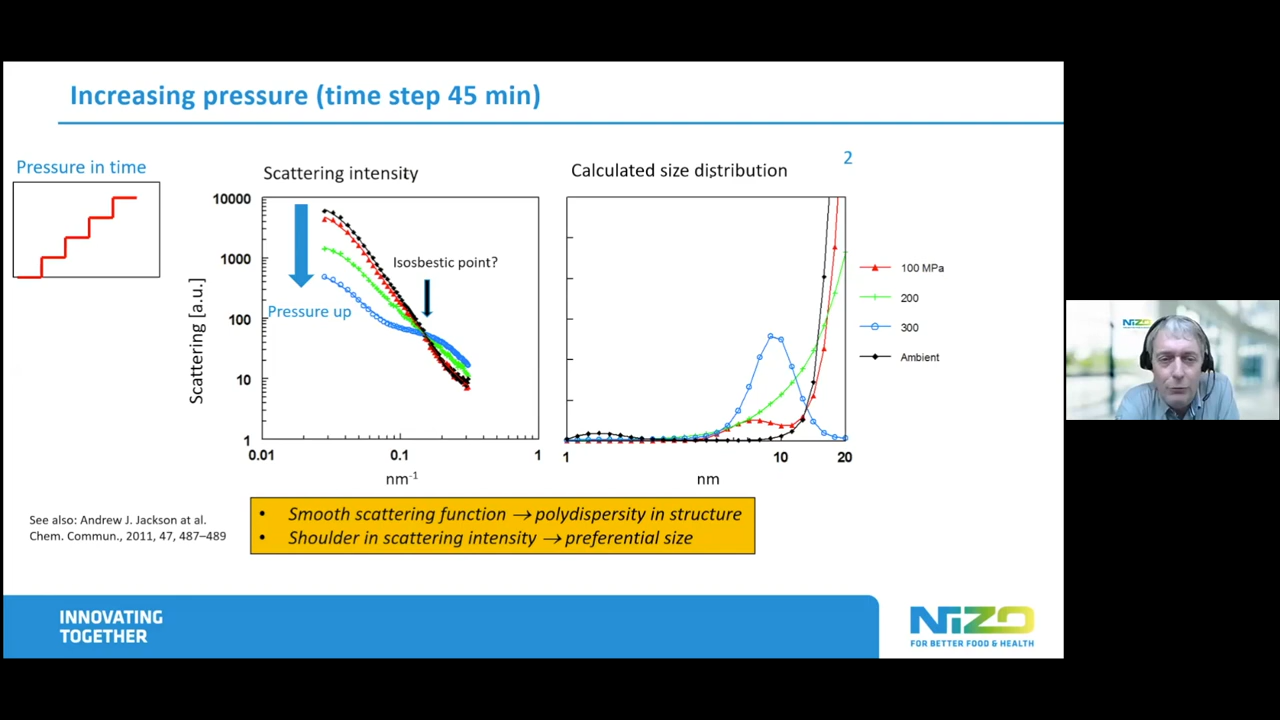 Increasing pressure (time step 45 min)
2
Pressure in time
Scattering intensity
Calculated size distribution
10000
1000
100
10
1
Scattering [a.u.]
Isosbestic point?
Pressure up
0.01
0.1
1
nm-1
1
10
20
nm
100 MPa
200
300
Ambient
• Smooth scattering function → polydispersity in structure
• Shoulder in scattering intensity → preferential size
See also: Andrew J. Jackson at al.
Chem. Commun., 2011, 47, 487–489
INNOVATING
TOGETHER
NIZO
FOR BETTER FOOD & HEALTH
NIZO